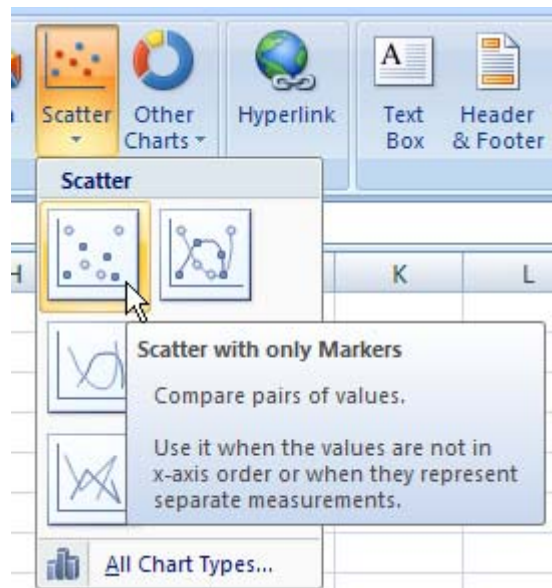 Scatter
Other
Charts
Hyperlink
A
Text
Box
Header
& Footer
Scatter
H
K
L
Scatter with only Markers
Compare pairs of values.
Use it when the values are not in
x-axis order or when they represent
separate measurements.
All Chart Types...